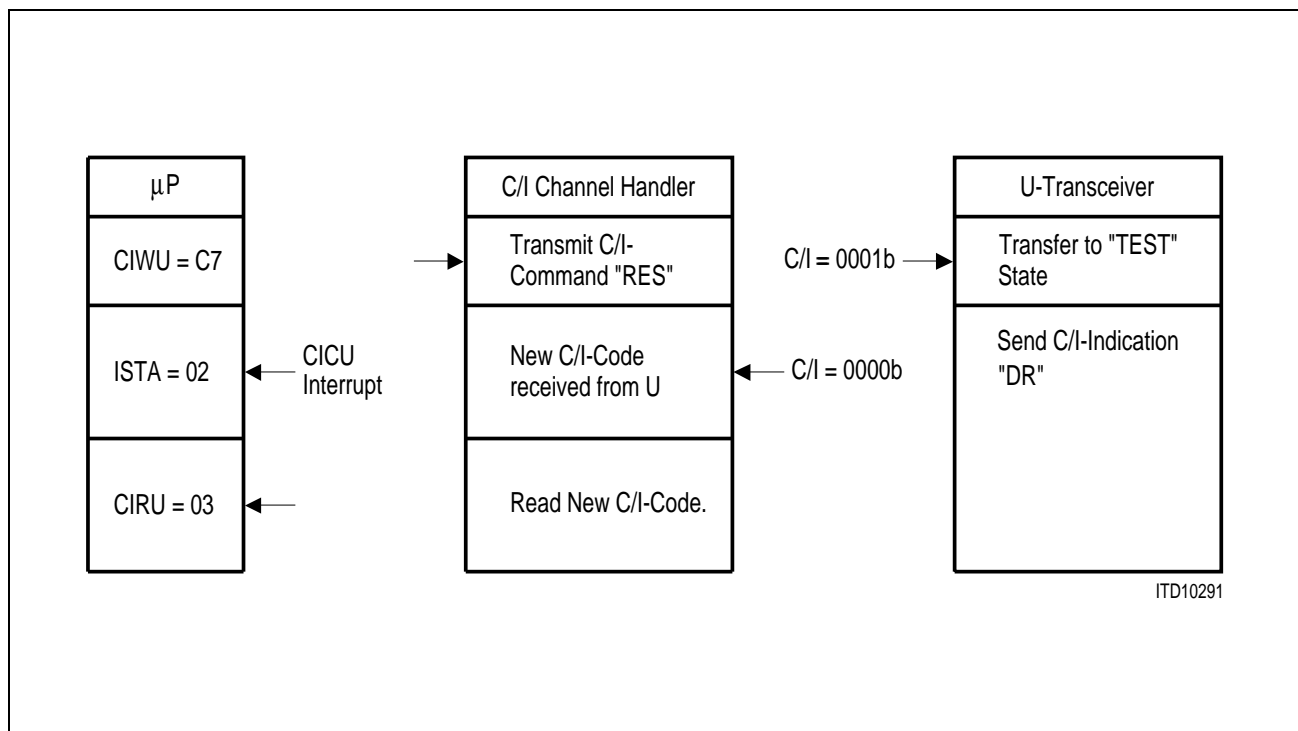 μP
C/I Channel Handler
U-Transceiver
CIWU = C7
Transmit C/I-
Command "RES"
C/I = 0001b
Transfer to "TEST"
State
ISTA = 02
CICU
Interrupt
New C/I-Code
received from U
C/I = 0000b
Send C/I-Indication
"DR"
CIRU = 03
Read New C/I-Code.
ITD10291